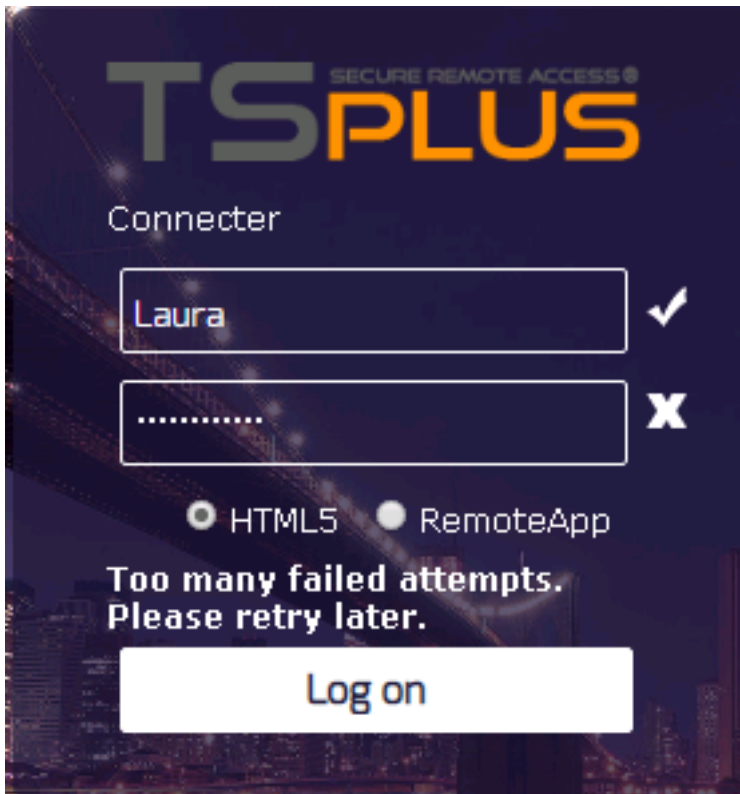 TS SECURE REMOTE ACCESS®
PLUS
Connecter
Laura
............
HTML5 RemoteApp
Too many failed attempts.
Please retry later.
Log on